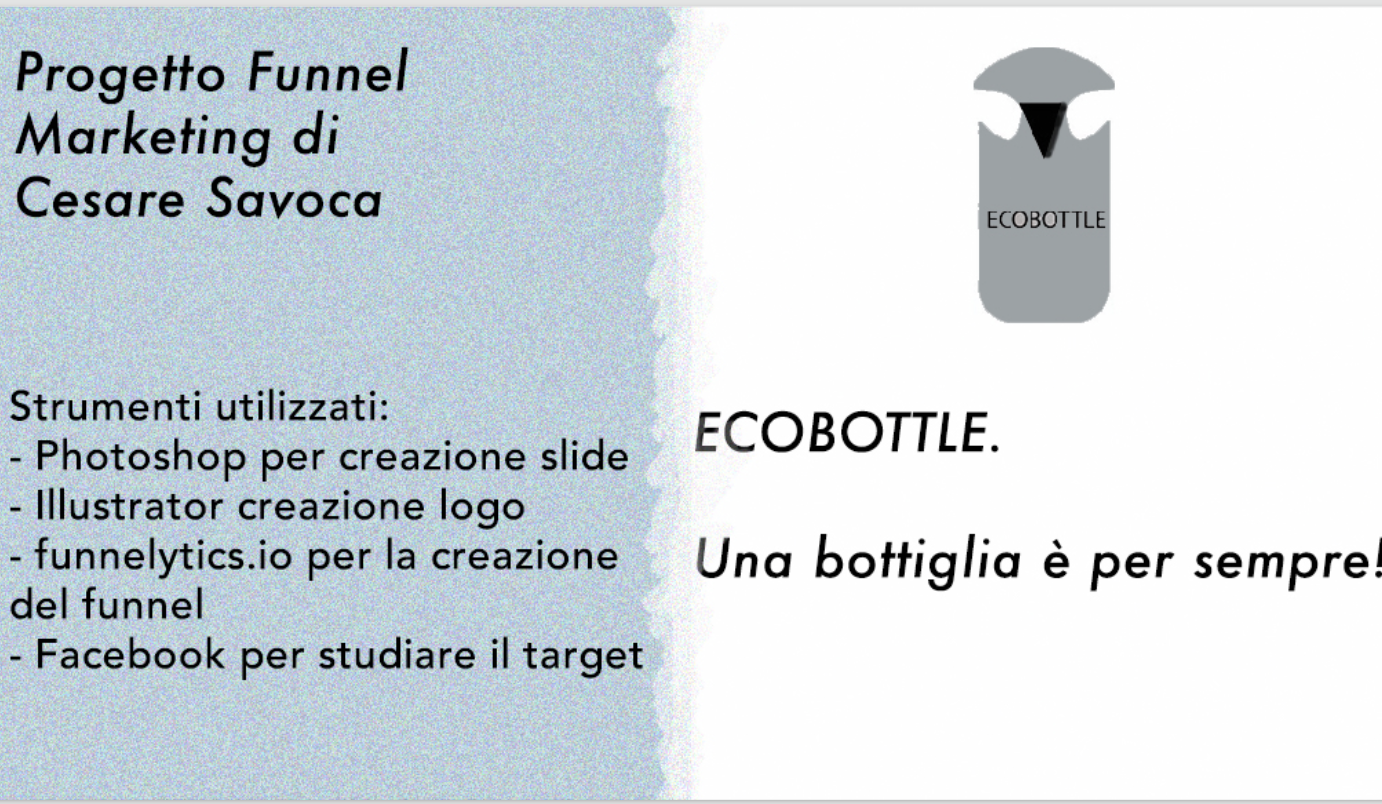 Progetto Funnel
Marketing di
Cesare Savoca
Strumenti utilizzati:
- Photoshop per creazione slide
- Illustrator creazione logo
- funnelytics.io per la creazione
del funnel
- Facebook per studiare il target
ECOBOTTLE
ECOBOTTLE.
Una bottiglia è per sempre!